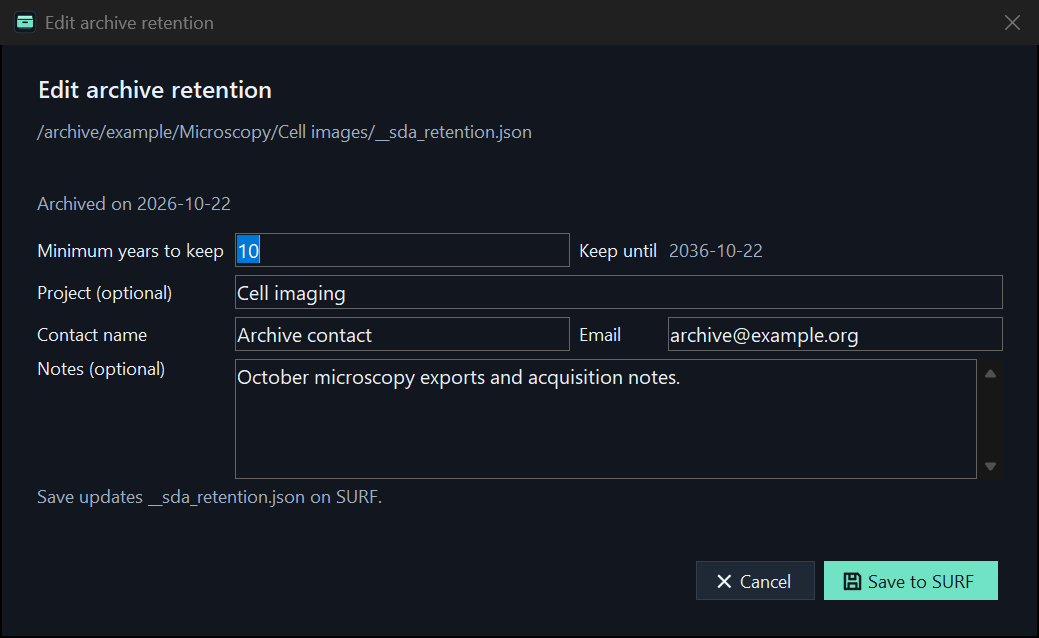 Edit archive retention
Edit archive retention
/archive/example/Microscopy/Cell images/__sda_retention.json
Archived on 2026-10-22
Minimum years to keep 10 Keep until 2036-10-22
Project (optional) Cell imaging
Contact name Archive contact Email archive@example.org
Notes (optional) October microscopy exports and acquisition notes.
Save updates __sda_retention.json on SURF.
Cancel Save to SURF